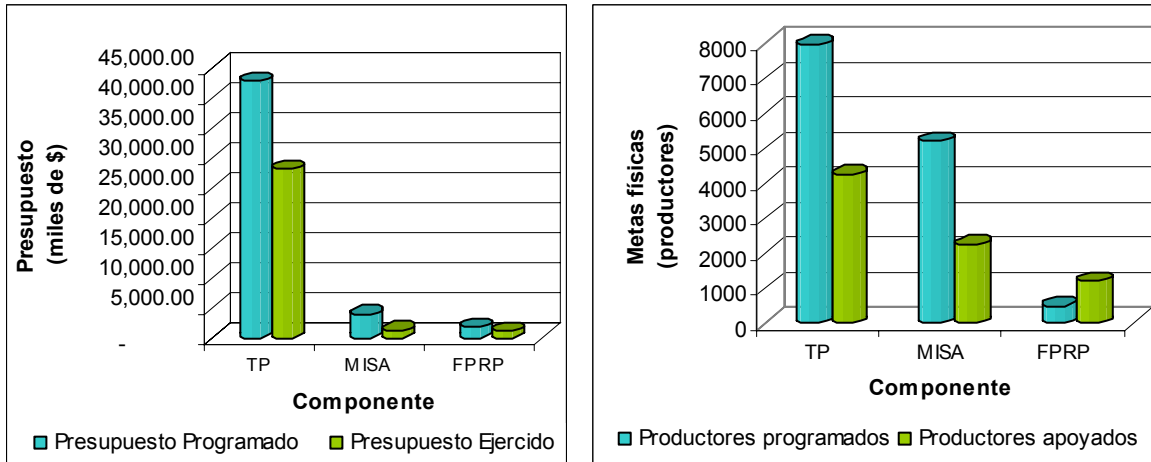 45,000.00
40,000.00
35,000.00
30,000.00
25,000.00
20,000.00
15,000.00
10,000.00
5,000.00
-
Presupuesto
(miles de $)
TP MISA FPRP
Componente
Presupuesto Programado Presupuesto Ejercido
8000
7000
6000
5000
4000
3000
2000
1000
0
Metas físicas
(productores)
TP MISA FPRP
Componente
Productores programados Productores apoyados